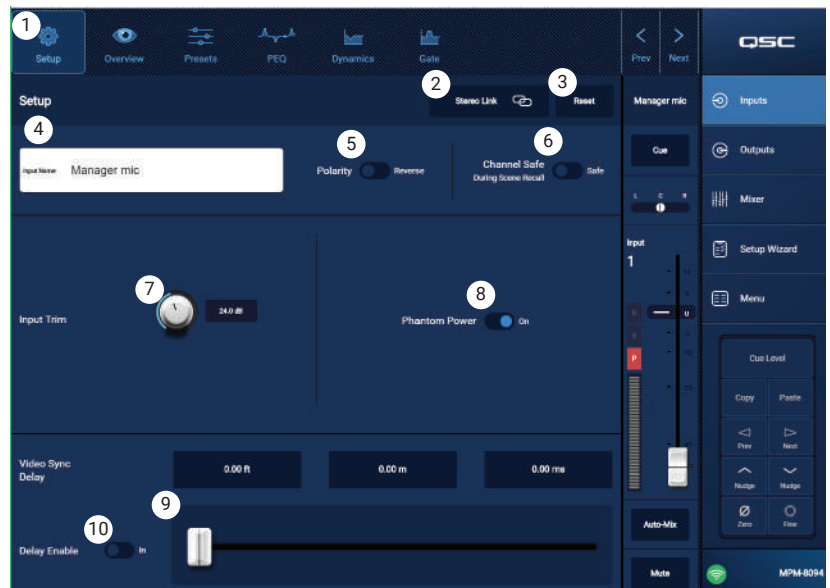 1
Setup
Overview
Presets
PEQ
Dynamics
Gate
Prev
Next
QSC
Setup
2
Stereo Link
3
Reset
Manager mic
Inputs
4
Input Name
Manager mic
5
Polarity
Reverse
6
Channel Safe
During Scene Recall
Safe
Cue
Outputs
L C R
Mixer
Input
1
Setup Wizard
7
Input Trim
24.0 dB
8
Phantom Power
On
U
P
Menu
Cue Level
Copy
Paste
Prev
Next
Nudge
Nudge
Zero
Fine
Video Sync
Delay
0.00 ft
0.00 m
0.00 ms
9
10
Delay Enable
In
Auto-Mix
Mute
MPM-8094